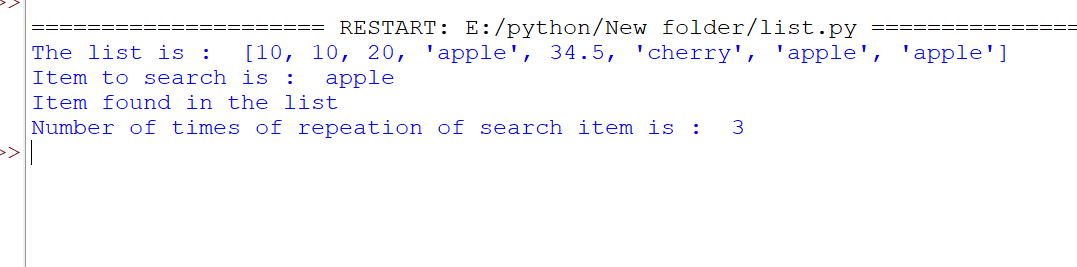 >>
===================== RESTART: E:/python/New folder/list.py ===============
The list is :  [10, 10, 20, 'apple', 34.5, 'cherry', 'apple', 'apple']
Item to search is :  apple
Item found in the list
Number of times of repeation of search item is :  3
>>